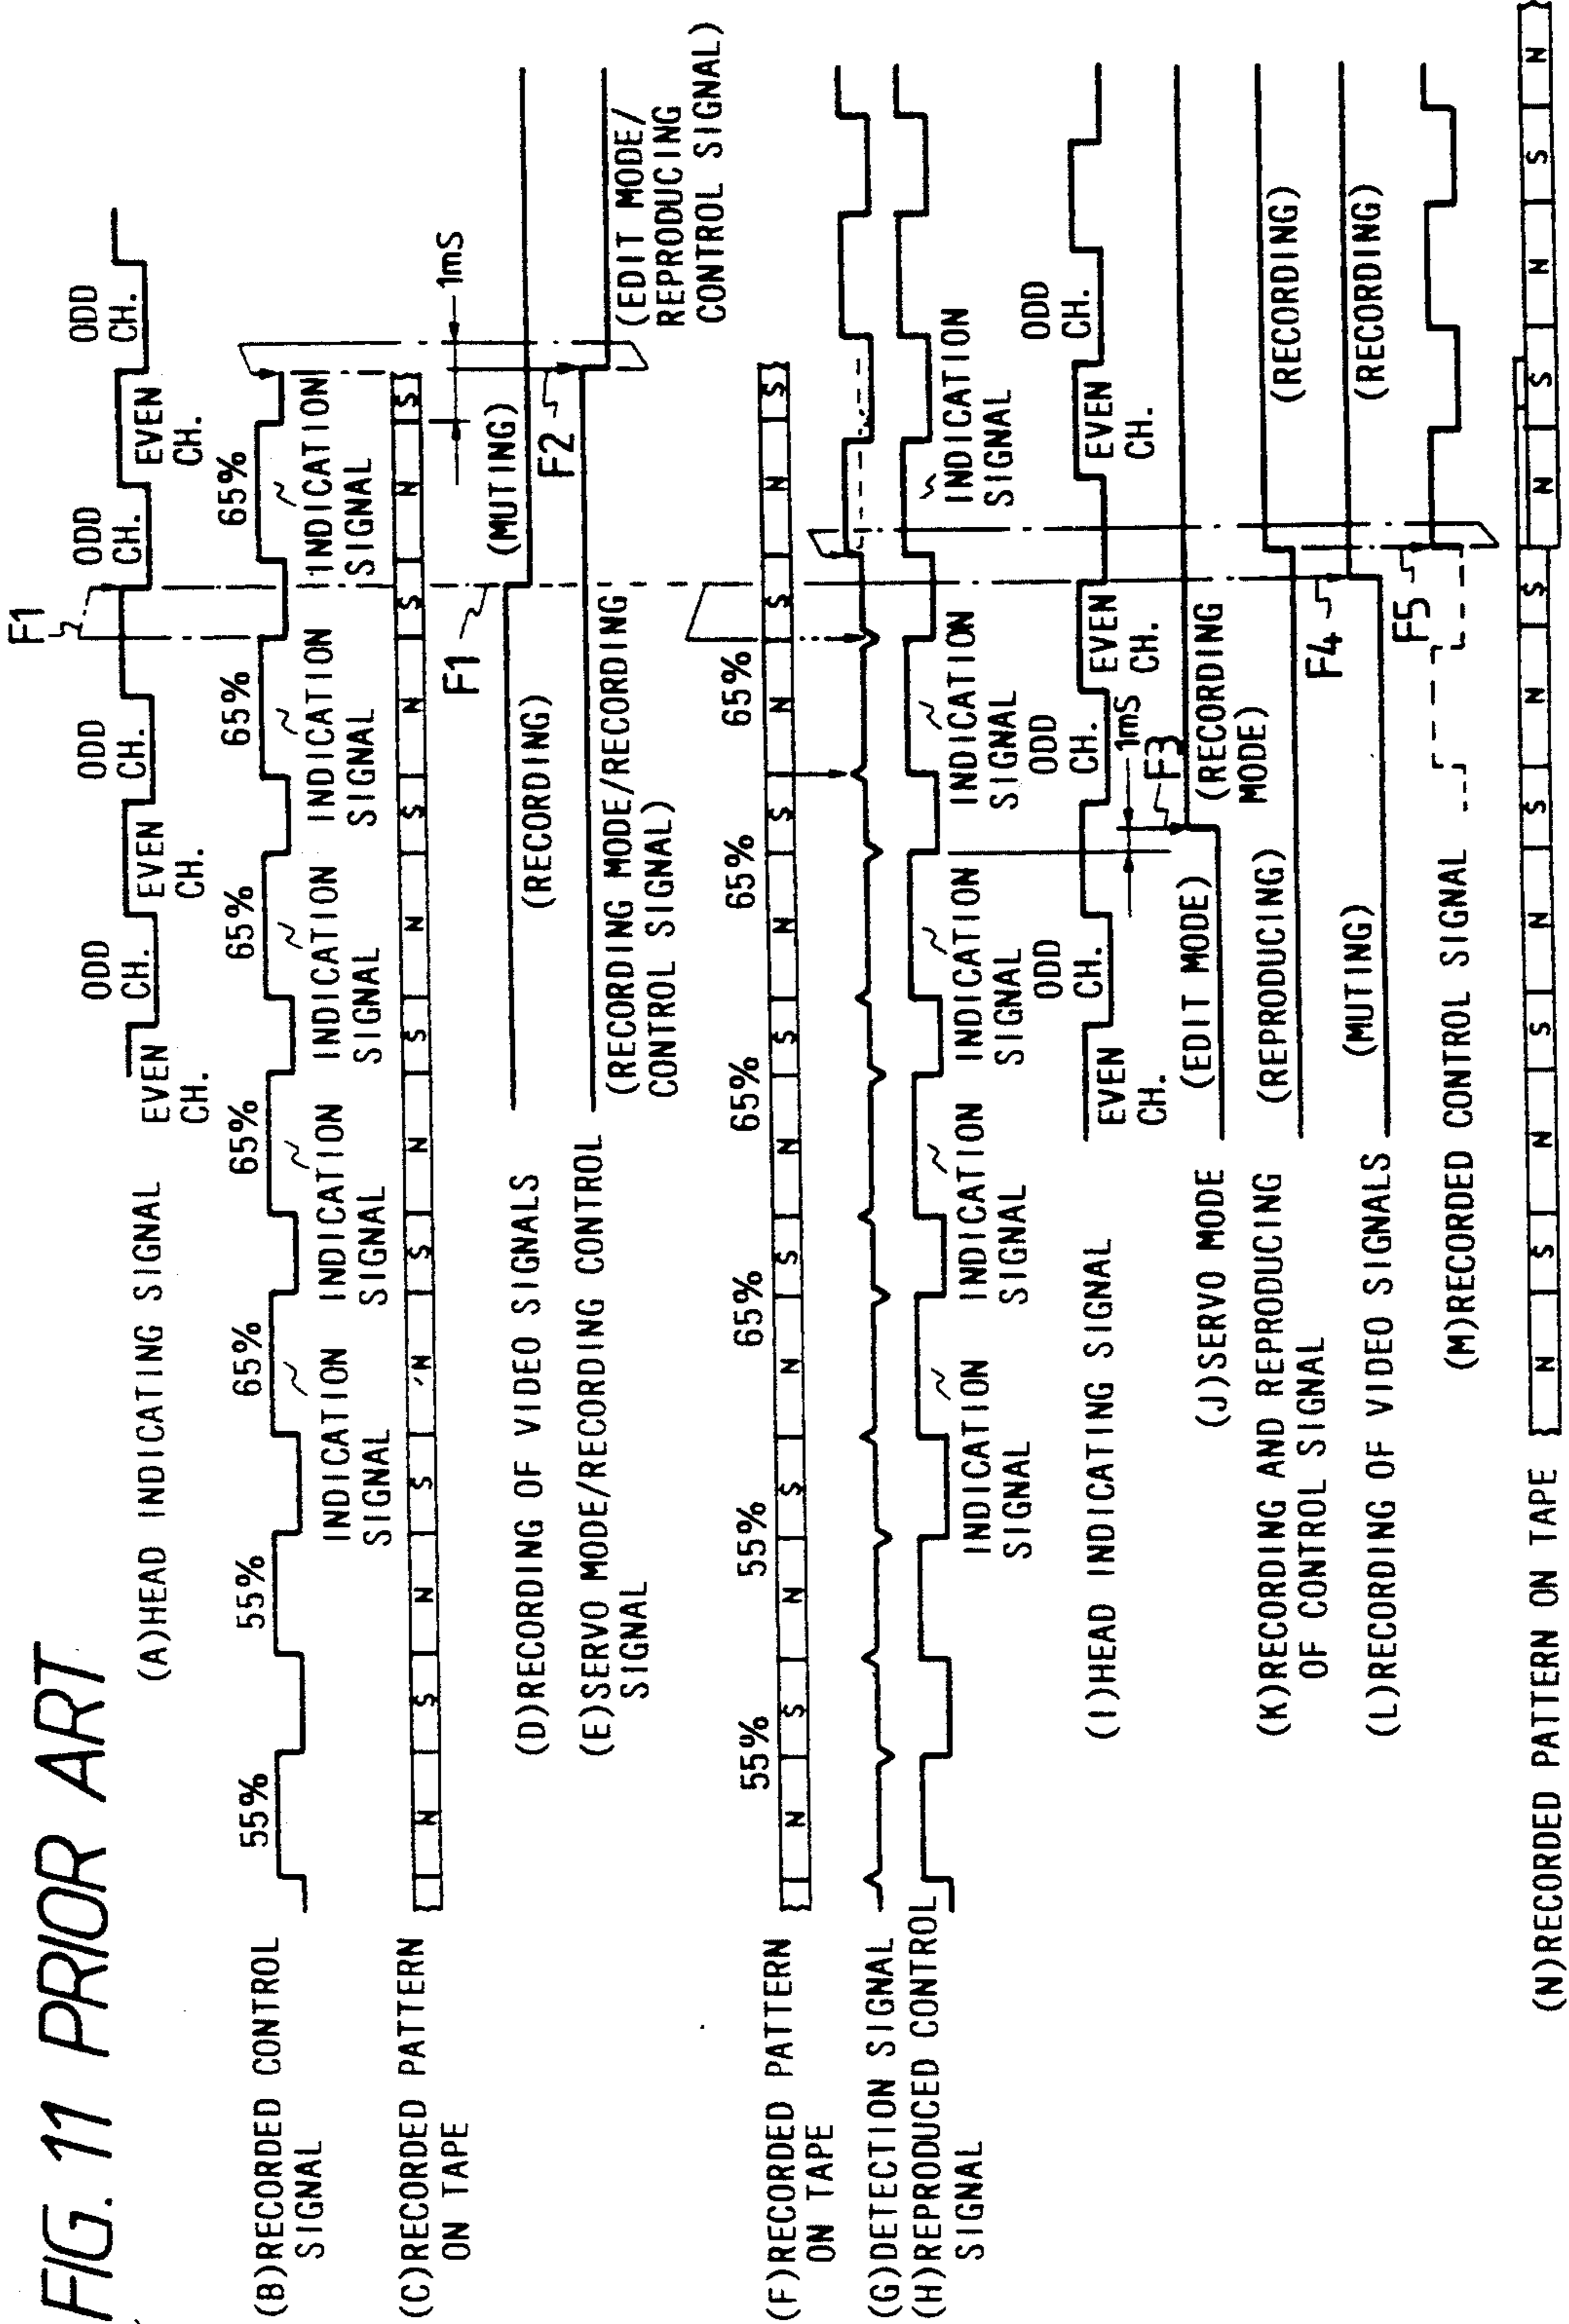 FIG. 11 PRIOR ART
(A)HEAD INDICATING SIGNAL
EVEN CH.
ODD CH.
EVEN CH.
ODD CH.
F1
ODD CH.
EVEN CH.
ODD CH.
(B)RECORDED CONTROL SIGNAL
55%
55%
65%
65%
65%
65%
65%
INDICATION SIGNAL
INDICATION SIGNAL
INDICATION SIGNAL
INDICATION SIGNAL
INDICATION SIGNAL
(C)RECORDED PATTERN ON TAPE
N S N S N S N S N S N S N S
1mS
(D)RECORDING OF VIDEO SIGNALS
(RECORDING)
F1
(MUTING)
(E)SERVO MODE/RECORDING CONTROL SIGNAL
(RECORDING MODE/RECORDING CONTROL SIGNAL)
F2
(EDIT MODE/
REPRODUCING
CONTROL SIGNAL)
(F)RECORDED PATTERN ON TAPE
55%
55%
65%
65%
65%
65%
N S N S N S N S N S N S N S
(G)DETECTION SIGNAL
(H)REPRODUCED CONTROL SIGNAL
INDICATION SIGNAL
INDICATION SIGNAL
INDICATION SIGNAL
INDICATION SIGNAL
INDICATION SIGNAL
(I)HEAD INDICATING SIGNAL
EVEN CH.
ODD CH.
ODD CH.
EVEN CH.
EVEN CH.
ODD CH.
1mS
(J)SERVO MODE
(EDIT MODE)
F3
(RECORDING MODE)
(K)RECORDING AND REPRODUCING OF CONTROL SIGNAL
(REPRODUCING)
(RECORDING)
(L)RECORDING OF VIDEO SIGNALS
(MUTING)
F4
(RECORDING)
(M)RECORDED CONTROL SIGNAL
F5
(N)RECORDED PATTERN ON TAPE
N S N S N S N S N S N S N